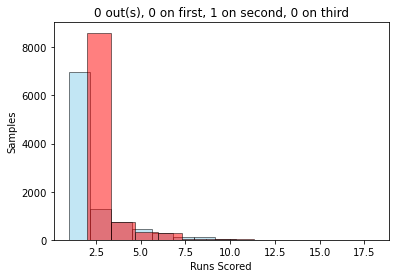 0 out(s), 0 on first, 1 on second, 0 on third
8000
6000
4000
2000
0
Samples
2.5 5.0 7.5 10.0 12.5 15.0 17.5
Runs Scored